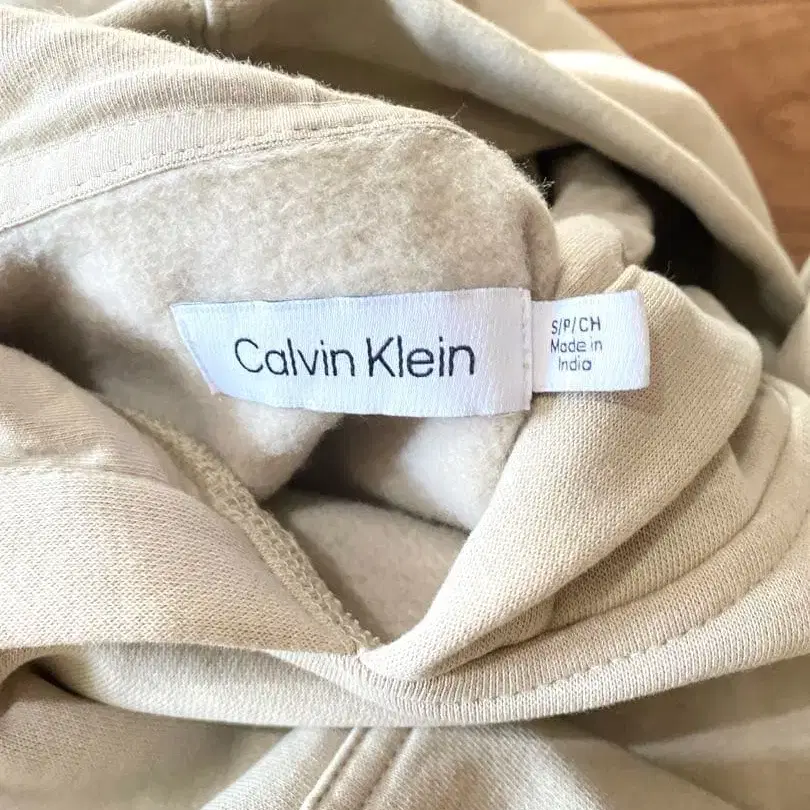 Calvin Klein
S/P/CH
Made in
India